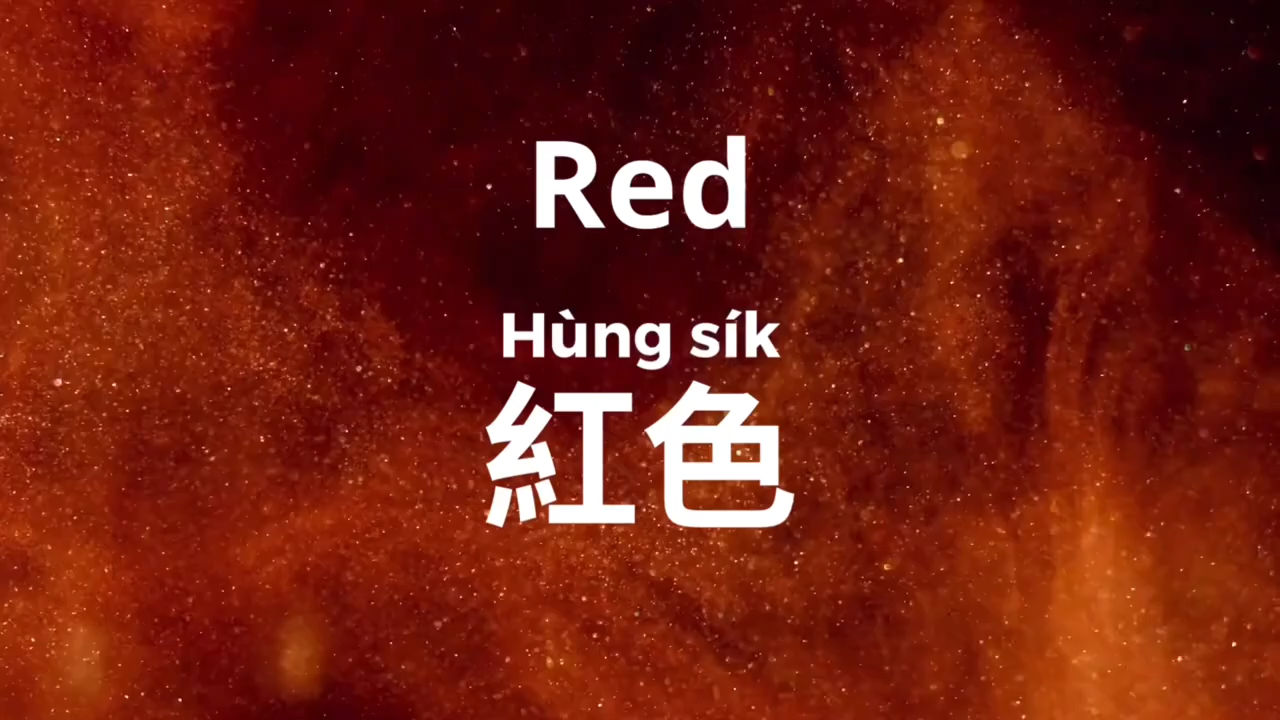 Red
Hùng sík
紅色